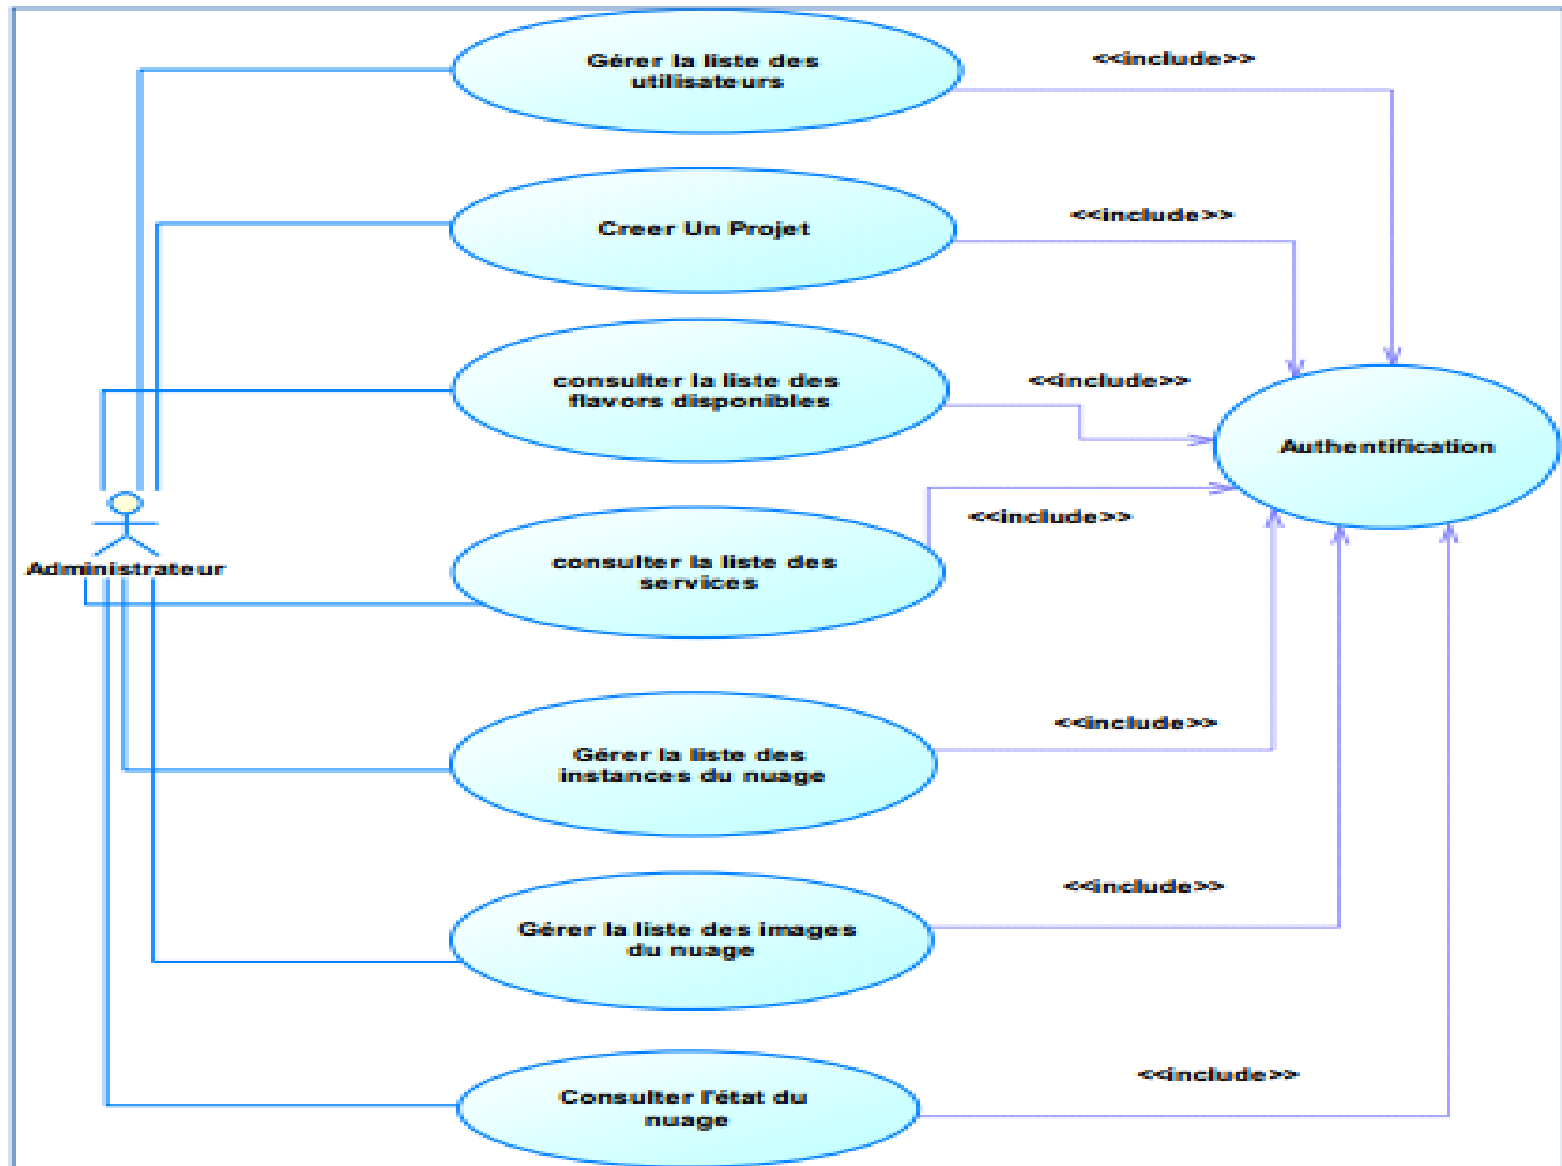 Gérer la liste des
utilisateurs
<<include>>
Creer Un Projet
<<include>>
consulter la liste des
flavors disponibles
<<include>>
Authentification
Administrateur
consulter la liste des
services
<<include>>
Gérer la liste des
instances du nuage
<<include>>
Gérer la liste des images
du nuage
<<include>>
Consulter l'état du
nuage
<<include>>